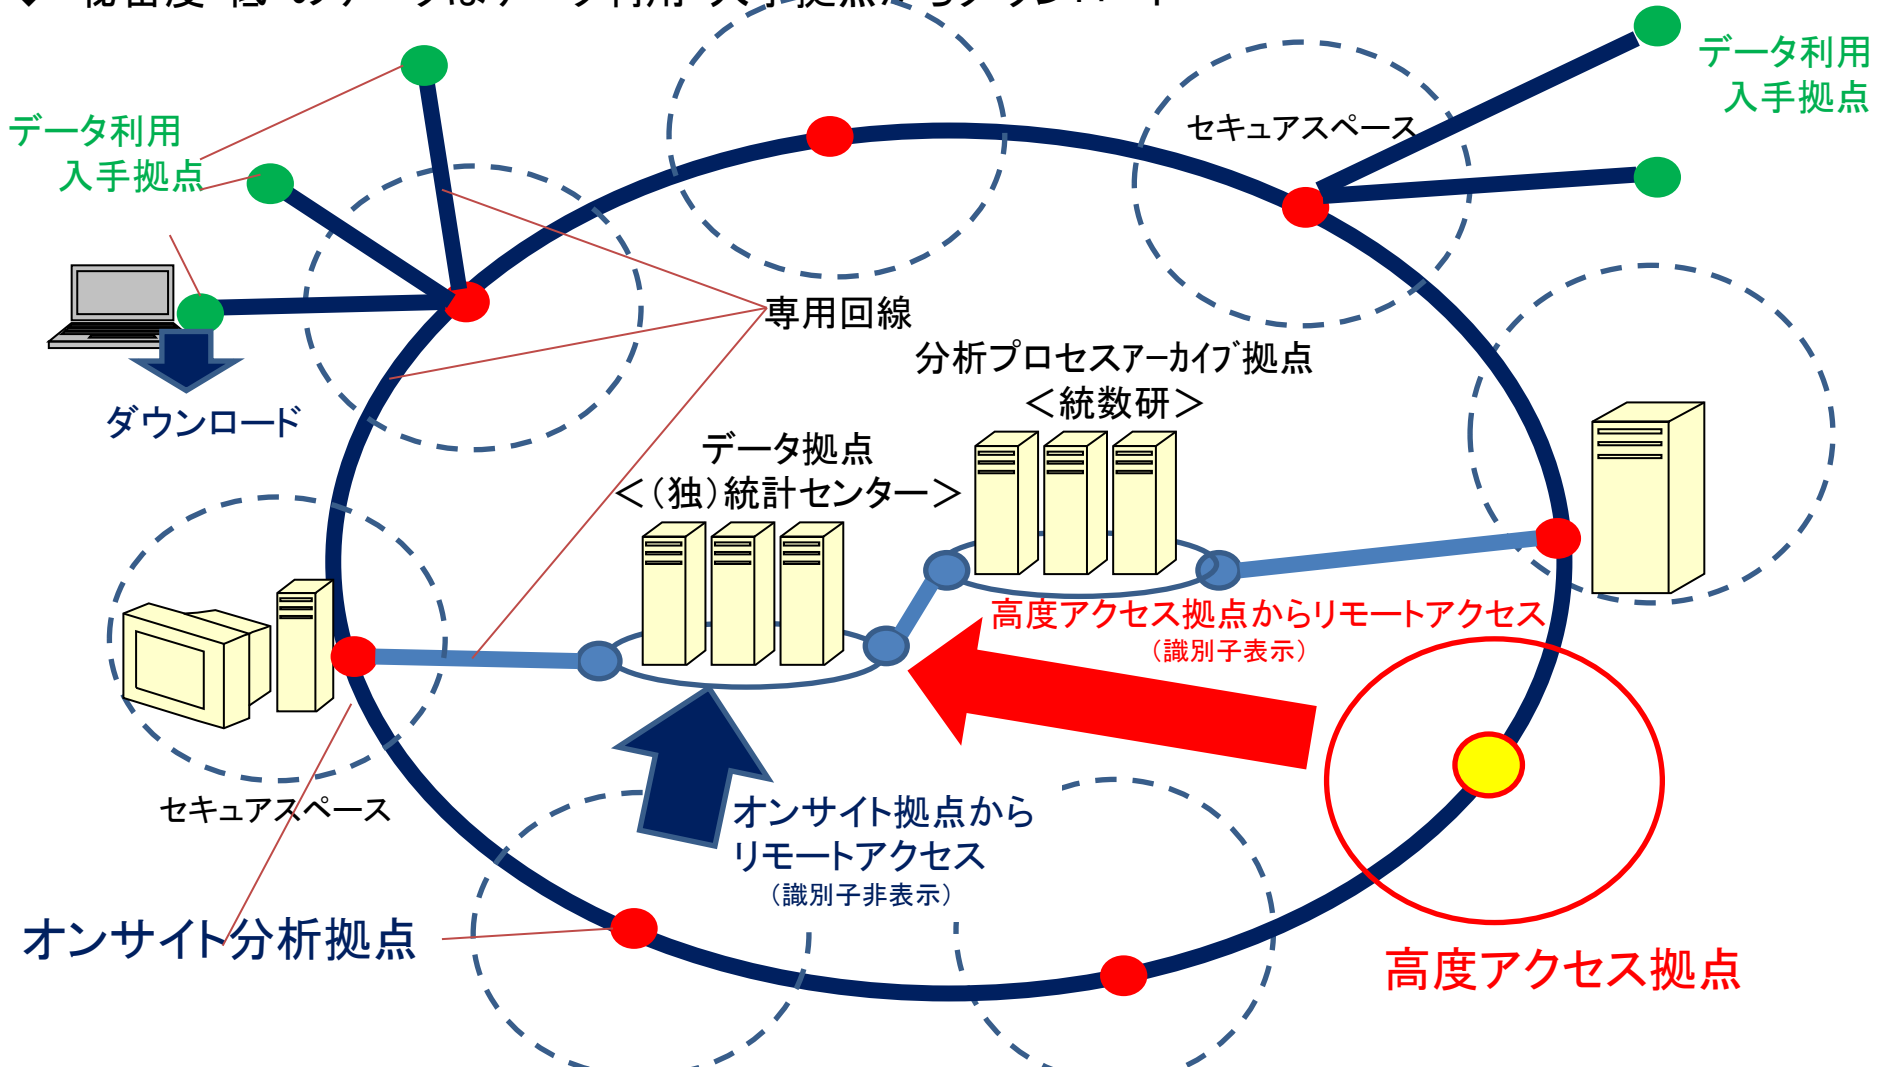 データ利用
入手拠点
データ利用
入手拠点
セキュアスペース
専用回線
分析プロセスアーカイブ拠点
＜統数研＞
ダウンロード
データ拠点
＜（独）統計センター＞
高度アクセス拠点からリモートアクセス
（識別子表示）
セキュアスペース
オンサイト拠点から
リモートアクセス
（識別子非表示）
オンサイト分析拠点
高度アクセス拠点